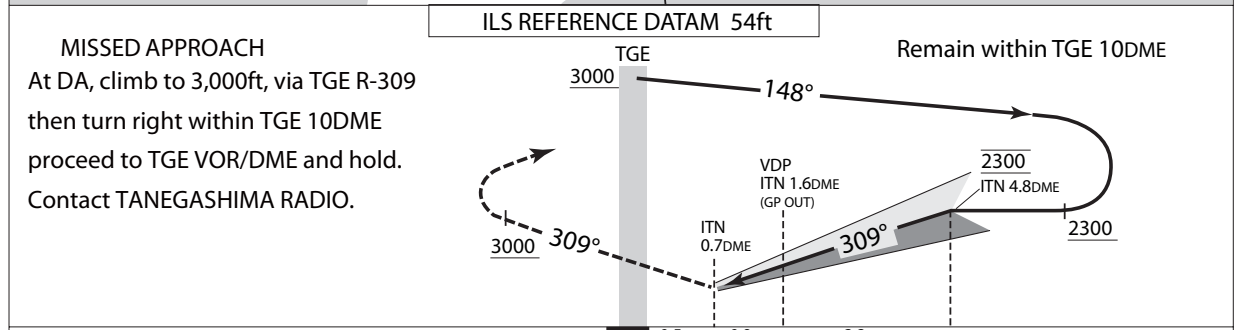 ILS REFERENCE DATAM 54ft
MISSED APPROACH
At DA, climb to 3,000ft, via TGE R-309
then turn right within TGE 10DME
proceed to TGE VOR/DME and hold.
Contact TANEGASHIMA RADIO.
TGE
Remain within TGE 10DME
3000
148°
VDP
ITN 1.6DME
(GP OUT)
2300
ITN 4.8DME
ITN
0.7DME
309°
2300
3000
309°